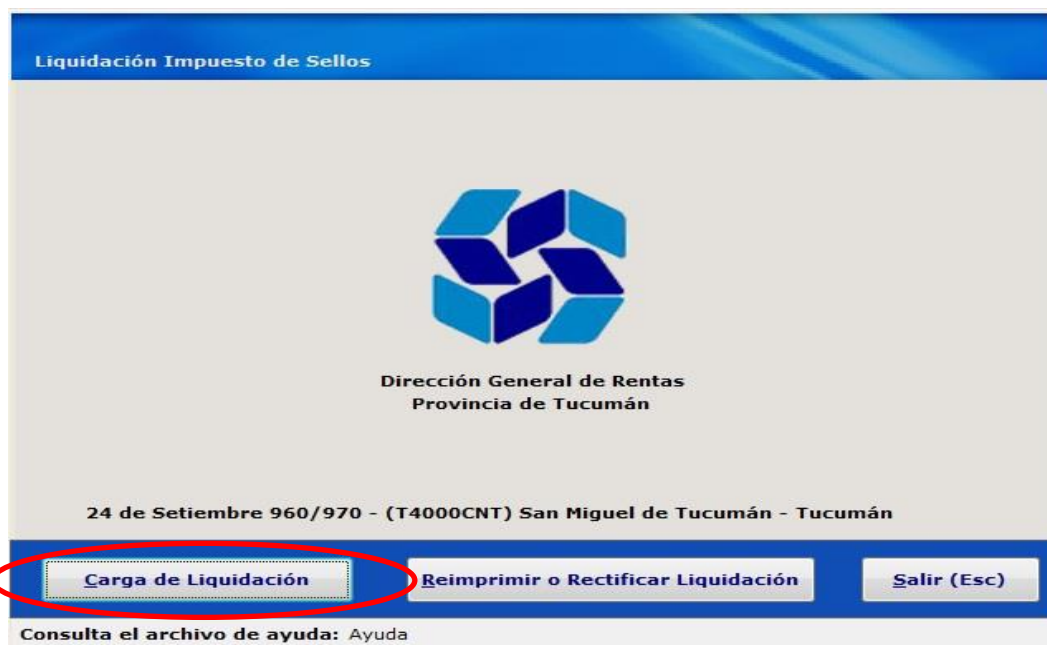 Liquidación Impuesto de Sellos
Dirección General de Rentas
Provincia de Tucumán
24 de Setiembre 960/970 - (T4000CNT) San Miguel de Tucumán - Tucumán
Carga de Liquidación
Reimprimir o Rectificar Liquidación
Salir (Esc)
Consulta el archivo de ayuda: Ayuda